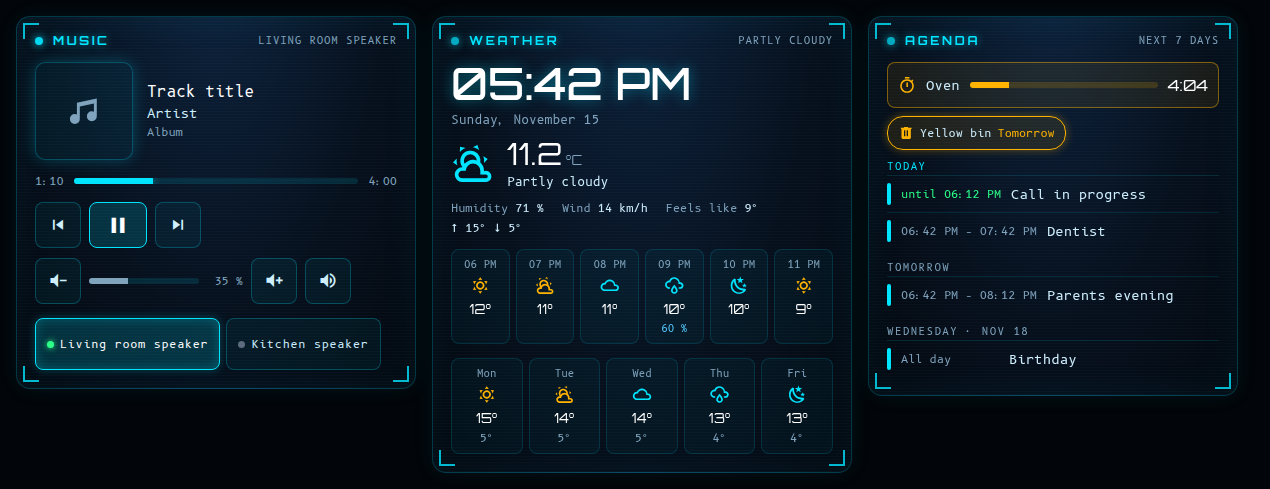 MUSIC LIVING ROOM SPEAKER
Track title
Artist
Album
1:10 4:00
35 %
Living room speaker Kitchen speaker
WEATHER PARTLY CLOUDY
05:42 PM
Sunday, November 15
11.2 °C
Partly cloudy
Humidity 71 % Wind 14 km/h Feels like 9°
↑ 15° ↓ 5°
06 PM 07 PM 08 PM 09 PM 10 PM 11 PM
12° 11° 11° 10° 10° 9°
60 %
Mon Tue Wed Thu Fri
15° 14° 14° 13° 13°
5° 5° 5° 4° 4°
AGENDA NEXT 7 DAYS
Oven 4:04
Yellow bin Tomorrow
TODAY
until 06:12 PM Call in progress
06:42 PM - 07:42 PM Dentist
TOMORROW
06:42 PM - 08:12 PM Parents evening
WEDNESDAY · NOV 18
All day Birthday